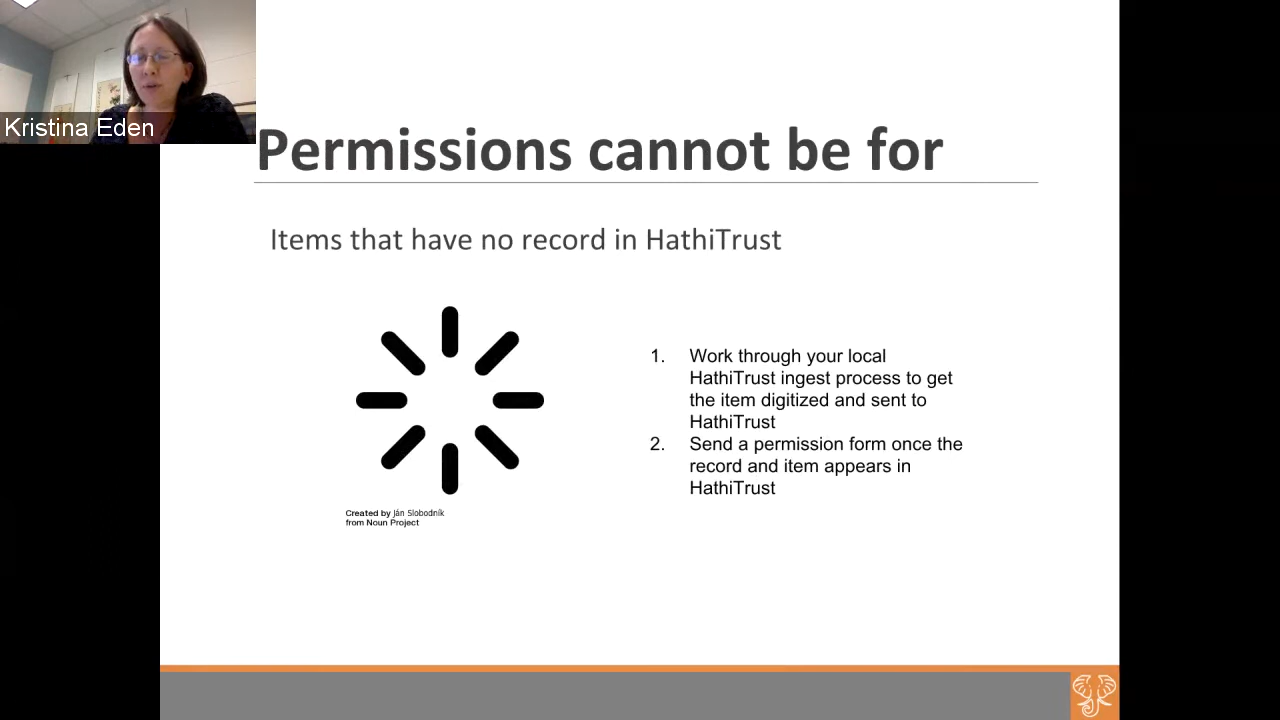 Kristina Eden
Permissions cannot be for
Items that have no record in HathiTrust
1. Work through your local
HathiTrust ingest process to get
the item digitized and sent to
HathiTrust
2. Send a permission form once the
record and item appears in
HathiTrust
Created by Ján Slobodník
from Noun Project